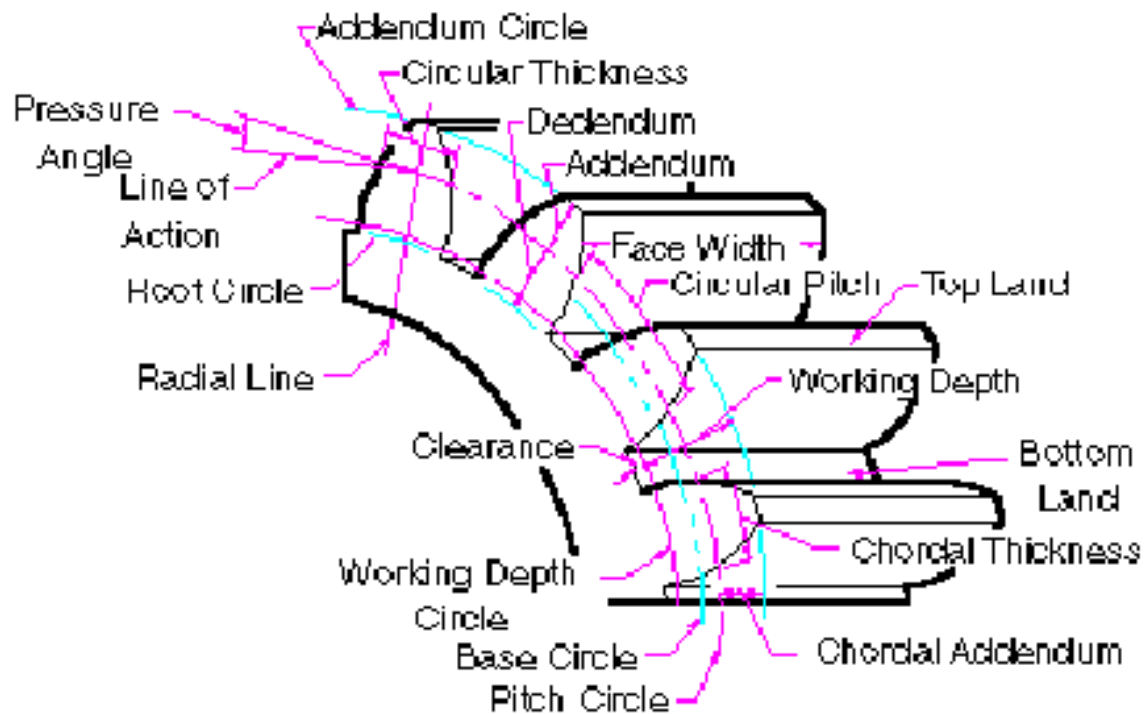 Addendum Circle
Circular Thickness
Pressure
Angle
Dedendum
Addendum
Line of
Action
Face Width
Root Circle
Circular Pitch
Top Land
Radial Line
Working Depth
Clearance
Bottom
Land
Chordal Thickness
Working Depth
Circle
Base Circle
Chordal Addendum
Pitch Circle